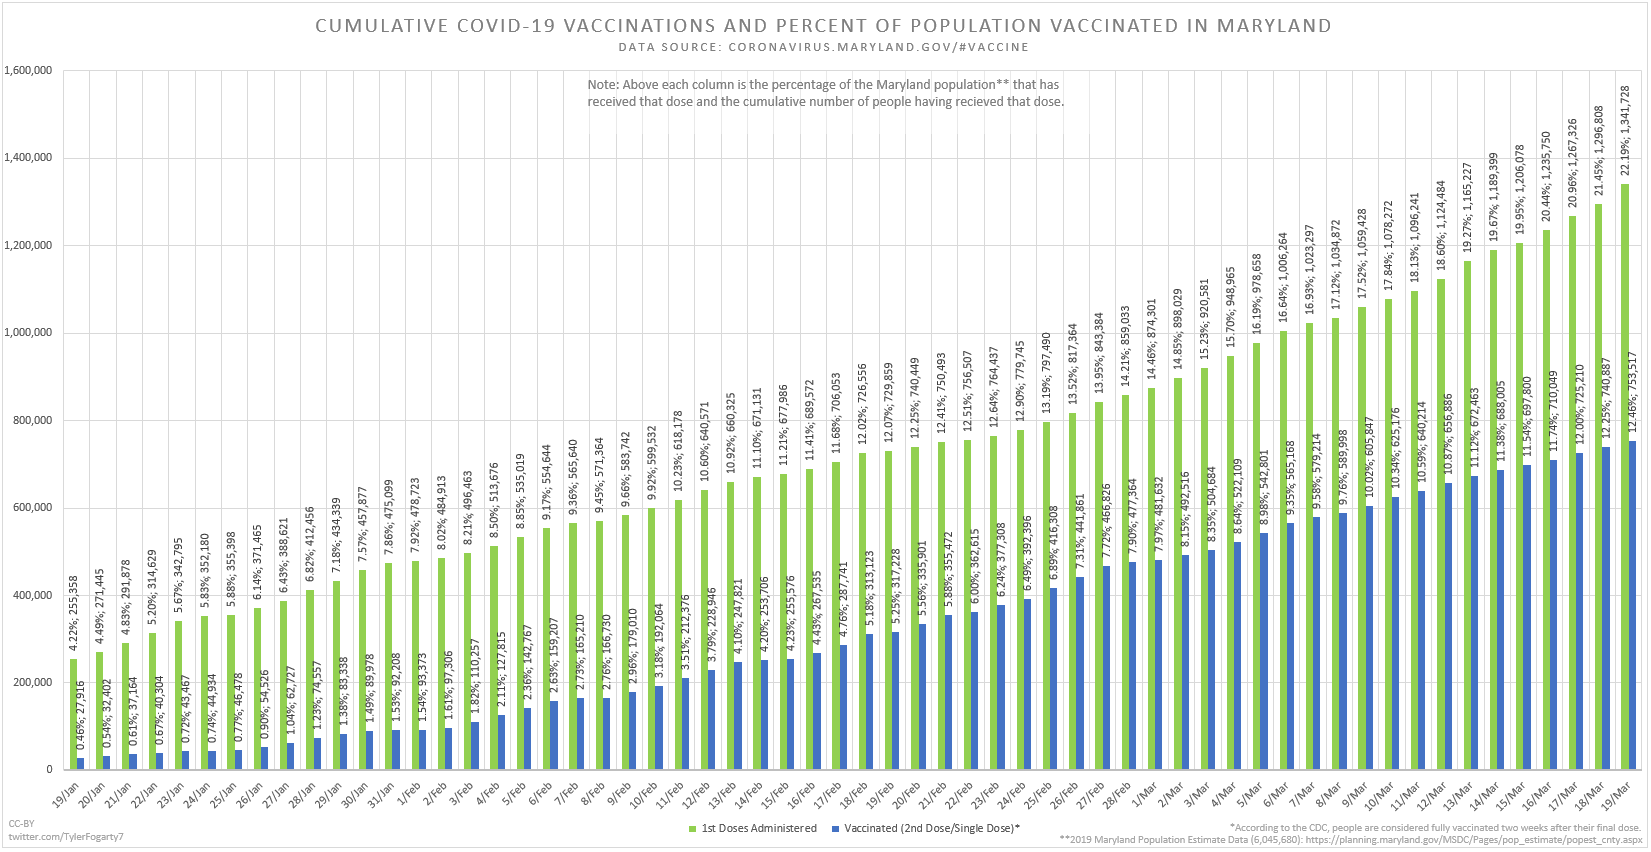 CUMULATIVE COVID-19 VACCINATIONS AND PERCENT OF POPULATION VACCINATED IN MARYLAND
DATA SOURCE: CORONAVIRUS.MARYLAND.GOV/#VACCINE
Note: Above each column is the percentage of the Maryland population** that has
received that dose and the cumulative number of people having recieved that dose.
1,600,000
1,400,000
1,200,000
1,000,000
800,000
600,000
400,000
200,000
0
4.22%; 255,358
0.46%; 27,916
4.49%; 271,445
0.54%; 32,402
4.83%; 291,878
0.61%; 37,164
5.20%; 314,629
0.67%; 40,304
5.67%; 342,795
0.72%; 43,467
5.83%; 352,180
0.74%; 44,934
5.88%; 355,398
0.77%; 46,478
6.14%; 371,465
0.90%; 54,526
6.43%; 388,621
1.04%; 62,727
6.82%; 412,456
1.23%; 74,557
7.18%; 434,339
1.38%; 83,338
7.57%; 457,877
1.49%; 89,978
7.86%; 475,099
1.53%; 92,208
7.92%; 478,723
1.54%; 93,373
8.02%; 484,913
1.61%; 97,306
8.21%; 496,463
1.82%; 110,257
8.50%; 513,676
2.11%; 127,815
8.85%; 535,019
2.36%; 142,767
9.17%; 554,644
2.63%; 159,207
9.36%; 565,640
2.73%; 165,210
9.45%; 571,364
2.76%; 166,730
9.66%; 583,742
2.96%; 179,010
9.92%; 599,532
3.18%; 192,064
10.23%; 618,178
3.51%; 212,376
10.60%; 640,571
3.79%; 228,946
10.92%; 660,325
4.10%; 247,821
11.10%; 671,131
4.20%; 253,706
11.21%; 677,986
4.23%; 255,576
11.41%; 689,572
4.43%; 267,535
11.68%; 706,053
4.76%; 287,741
12.02%; 726,556
5.18%; 313,123
12.07%; 729,859
5.25%; 317,228
12.25%; 740,449
5.56%; 335,901
12.41%; 750,493
5.88%; 355,472
12.51%; 756,507
6.00%; 362,615
12.64%; 764,437
6.24%; 377,308
12.90%; 779,745
6.49%; 392,396
13.19%; 797,490
6.89%; 416,308
13.52%; 817,364
7.31%; 441,861
13.95%; 843,384
7.72%; 466,826
14.21%; 859,033
7.90%; 477,364
14.46%; 874,301
7.97%; 481,632
14.85%; 898,029
8.15%; 492,516
15.23%; 920,581
8.35%; 504,684
15.70%; 948,965
8.64%; 522,109
16.19%; 978,658
8.98%; 542,801
16.64%; 1,006,264
9.35%; 565,168
16.93%; 1,023,297
9.58%; 579,214
17.12%; 1,034,872
9.76%; 589,998
17.52%; 1,059,428
10.02%; 605,847
17.84%; 1,078,272
10.34%; 625,176
18.13%; 1,096,241
10.59%; 640,214
18.60%; 1,124,484
10.87%; 656,886
19.27%; 1,165,227
11.12%; 672,463
19.67%; 1,189,399
11.38%; 688,005
19.95%; 1,206,078
11.54%; 697,800
20.44%; 1,235,750
11.74%; 710,049
20.96%; 1,267,326
12.00%; 725,210
21.45%; 1,296,808
12.25%; 740,887
22.19%; 1,341,728
12.46%; 753,517
19/Jan
20/Jan
21/Jan
22/Jan
23/Jan
24/Jan
25/Jan
26/Jan
27/Jan
28/Jan
29/Jan
30/Jan
31/Jan
1/Feb
2/Feb
3/Feb
4/Feb
5/Feb
6/Feb
7/Feb
8/Feb
9/Feb
10/Feb
11/Feb
12/Feb
13/Feb
14/Feb
15/Feb
16/Feb
17/Feb
18/Feb
19/Feb
20/Feb
21/Feb
22/Feb
23/Feb
24/Feb
25/Feb
26/Feb
27/Feb
28/Feb
1/Mar
2/Mar
3/Mar
4/Mar
5/Mar
6/Mar
7/Mar
8/Mar
9/Mar
10/Mar
11/Mar
12/Mar
13/Mar
14/Mar
15/Mar
16/Mar
17/Mar
18/Mar
19/Mar
CC-BY
twitter.com/TylerFogarty7
1st Doses Administered
Vaccinated (2nd Dose/Single Dose)*
*According to the CDC, people are considered fully vaccinated two weeks after their final dose.
**2019 Maryland Population Estimate Data (6,045,680): https://planning.maryland.gov/MSDC/Pages/pop_estimate/popest_cnty.aspx